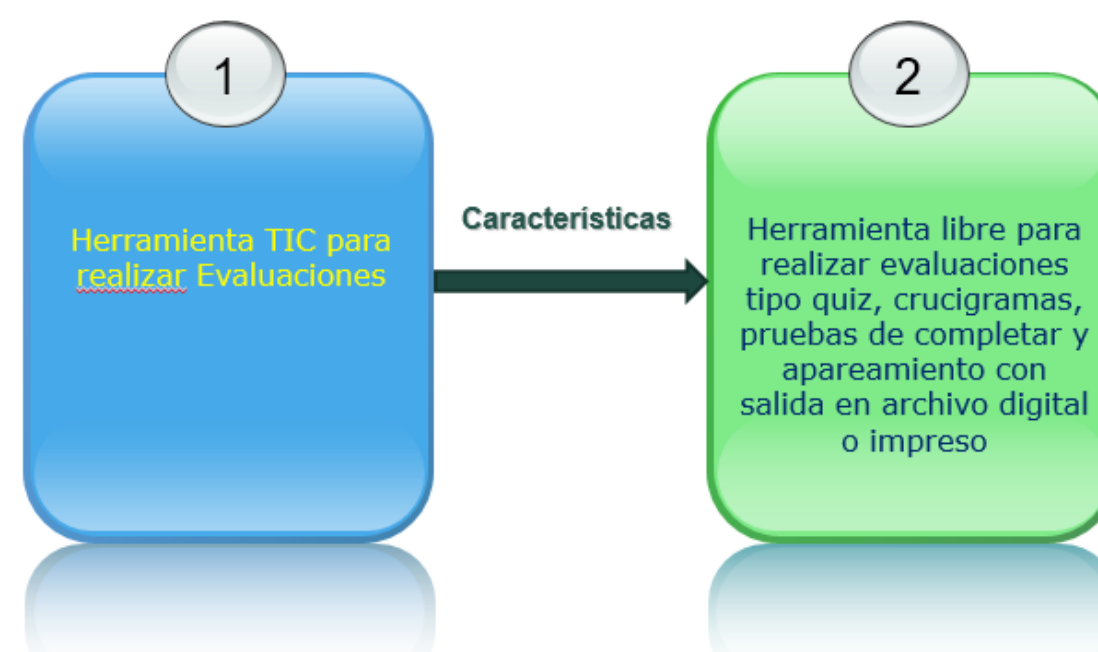 1
Herramienta TIC para
realizar Evaluaciones
Características
2
Herramienta libre para
realizar evaluaciones
tipo quiz, crucigramas,
pruebas de completar y
apareamiento con
salida en archivo digital
o impreso